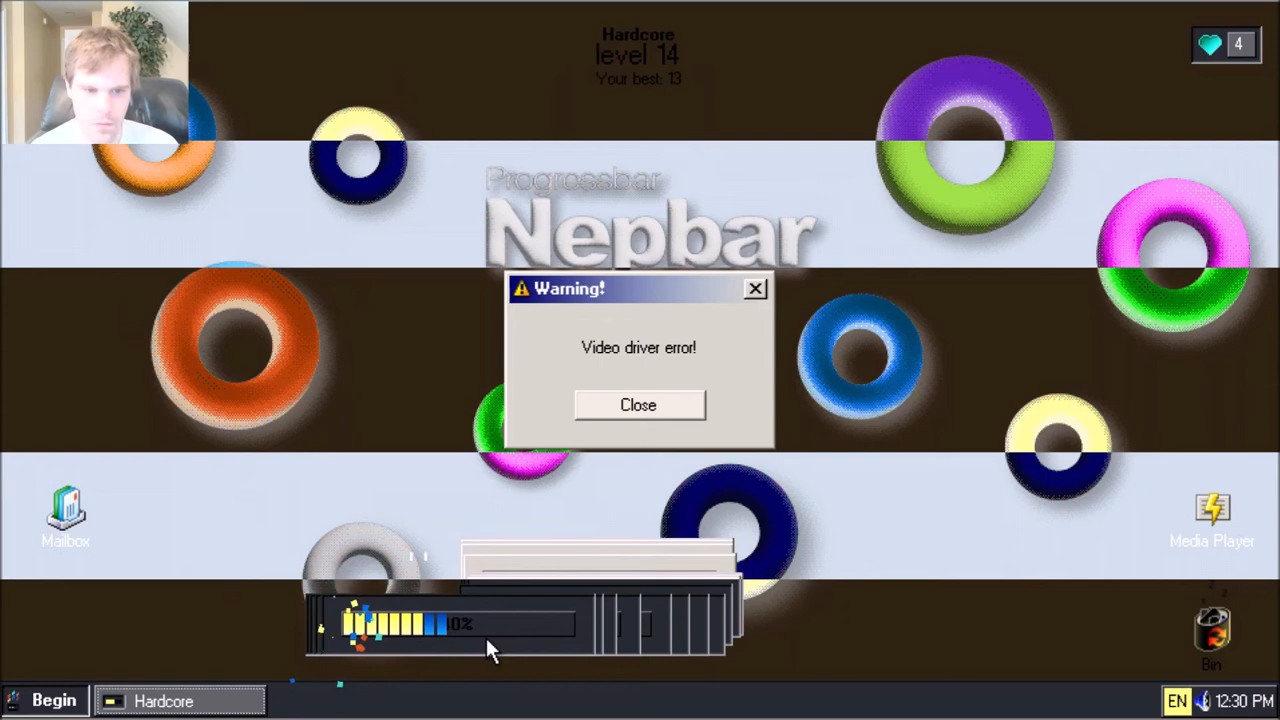 Hardcore
level 14
Your best: 13
4
Progressbar
Nepbar
Warning!
Video driver error!
Close
Mailbox
Media Player
Bin
Begin
Hardcore
EN
12:30 PM